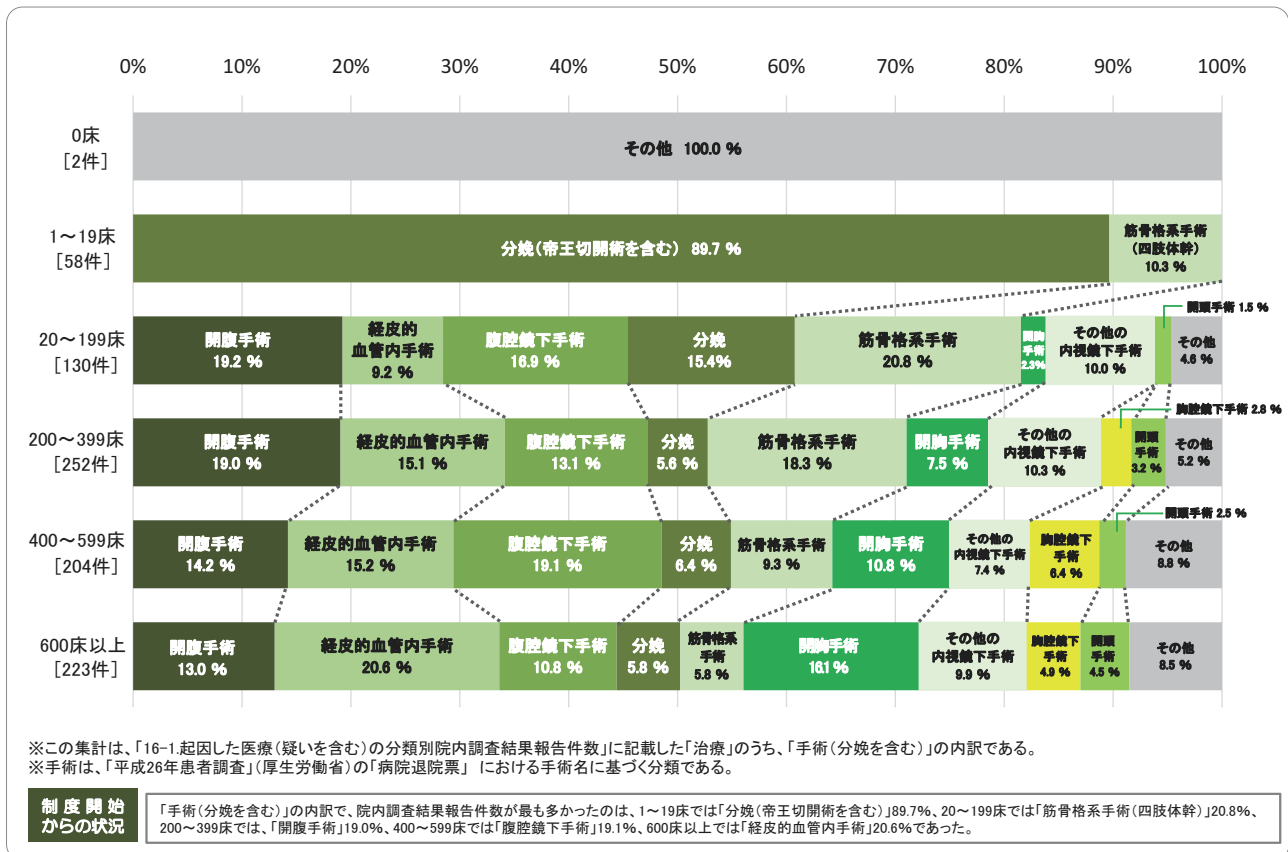 0% 10% 20% 30% 40% 50% 60% 70% 80% 90% 100%
0床
[2件]
その他 100.0 %
1～19床
[58件]
分娩(帝王切開術を含む) 89.7 %
筋骨格系手術
(四肢体幹)
10.3 %
20～199床
[130件]
開腹手術
19.2 %
経皮的
血管内手術
9.2 %
腹腔鏡下手術
16.9 %
分娩
15.4%
筋骨格系手術
20.8 %
開胸
手術
2.3%
その他の
内視鏡下手術
10.0 %
開頭手術 1.5 %
その他
4.6 %
200～399床
[252件]
開腹手術
19.0 %
経皮的血管内手術
15.1 %
腹腔鏡下手術
13.1 %
分娩
5.6 %
筋骨格系手術
18.3 %
開胸手術
7.5 %
その他の
内視鏡下手術
10.3 %
胸腔鏡下手術 2.8 %
開頭
手術
3.2 %
その他
5.2 %
400～599床
[204件]
開腹手術
14.2 %
経皮的血管内手術
15.2 %
腹腔鏡下手術
19.1 %
分娩
6.4 %
筋骨格系手術
9.3 %
開胸手術
10.8 %
その他の
内視鏡下手術
7.4 %
胸腔鏡下
手術
6.4 %
開頭手術 2.5 %
その他
8.8 %
600床以上
[223件]
開腹手術
13.0 %
経皮的血管内手術
20.6 %
腹腔鏡下手術
10.8 %
分娩
5.8 %
筋骨格系
手術
5.8 %
開胸手術
16.1 %
その他の
内視鏡下手術
9.9 %
胸腔鏡下
手術
4.9 %
開頭
手術
4.5 %
その他
8.5 %
※この集計は、「16-1.起因した医療(疑いを含む)の分類別院内調査結果報告件数」に記載した「治療」のうち、「手術(分娩を含む)」の内訳である。
※手術は、「平成26年患者調査」(厚生労働省)の「病院退院票」 における手術名に基づく分類である。
制度開始
からの状況
「手術(分娩を含む)」の内訳で、院内調査結果報告件数が最も多かったのは、1～19床では「分娩(帝王切開術を含む)」89.7%、20～199床では「筋骨格系手術(四肢体幹)」20.8%、
200～399床では、「開腹手術」19.0%、400～599床では「腹腔鏡下手術」19.1%、600床以上では「経皮的血管内手術」20.6%であった。